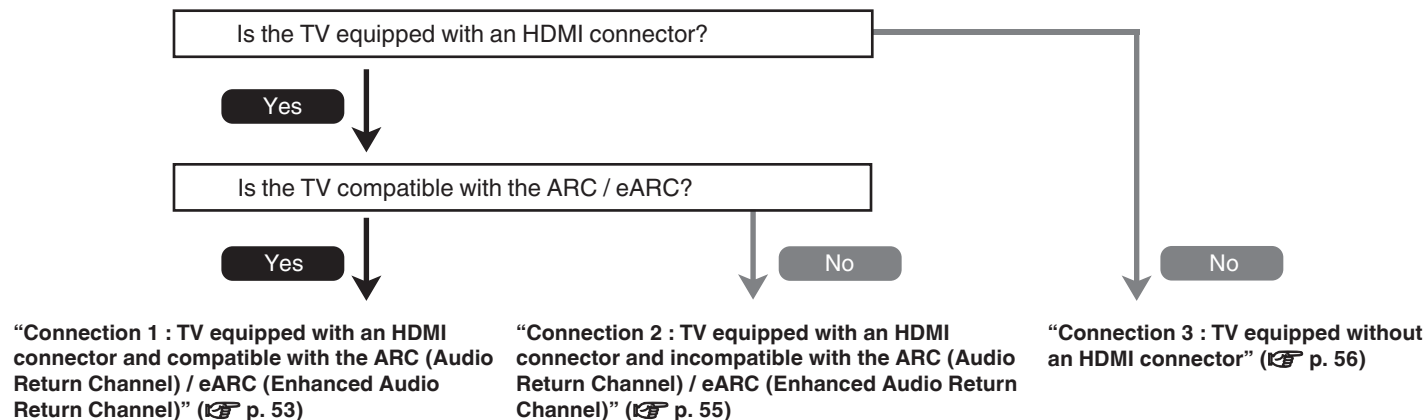 Is the TV equipped with an HDMI connector?
Yes
Is the TV compatible with the ARC / eARC?
Yes
No
No
“Connection 1 : TV equipped with an HDMI
connector and compatible with the ARC (Audio
Return Channel) / eARC (Enhanced Audio
Return Channel)” (☞ p. 53)
“Connection 2 : TV equipped with an HDMI
connector and incompatible with the ARC (Audio
Return Channel) / eARC (Enhanced Audio Return
Channel)” (☞ p. 55)
“Connection 3 : TV equipped without
an HDMI connector” (☞ p. 56)